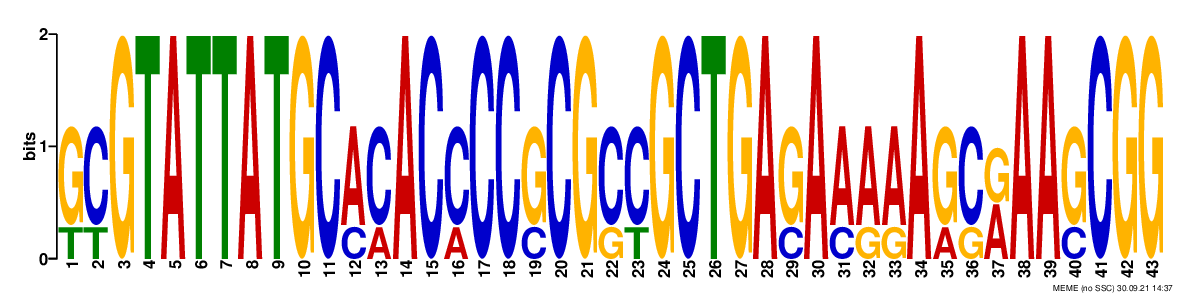 2
bits
1
0
GCGTATTATGCACACCCCGCGCCGCTGAGAAAAAGCGAAGCGG
TTCAACGTCCGGAGAC
1 2 3 4 5 6 7 8 9 10 11 12 13 14 15 16 17 18 19 20 21 22 23 24 25 26 27 28 29 30 31 32 33 34 35 36 37 38 39 40 41 42 43
MEME (no SSC) 30.09.21 14:37